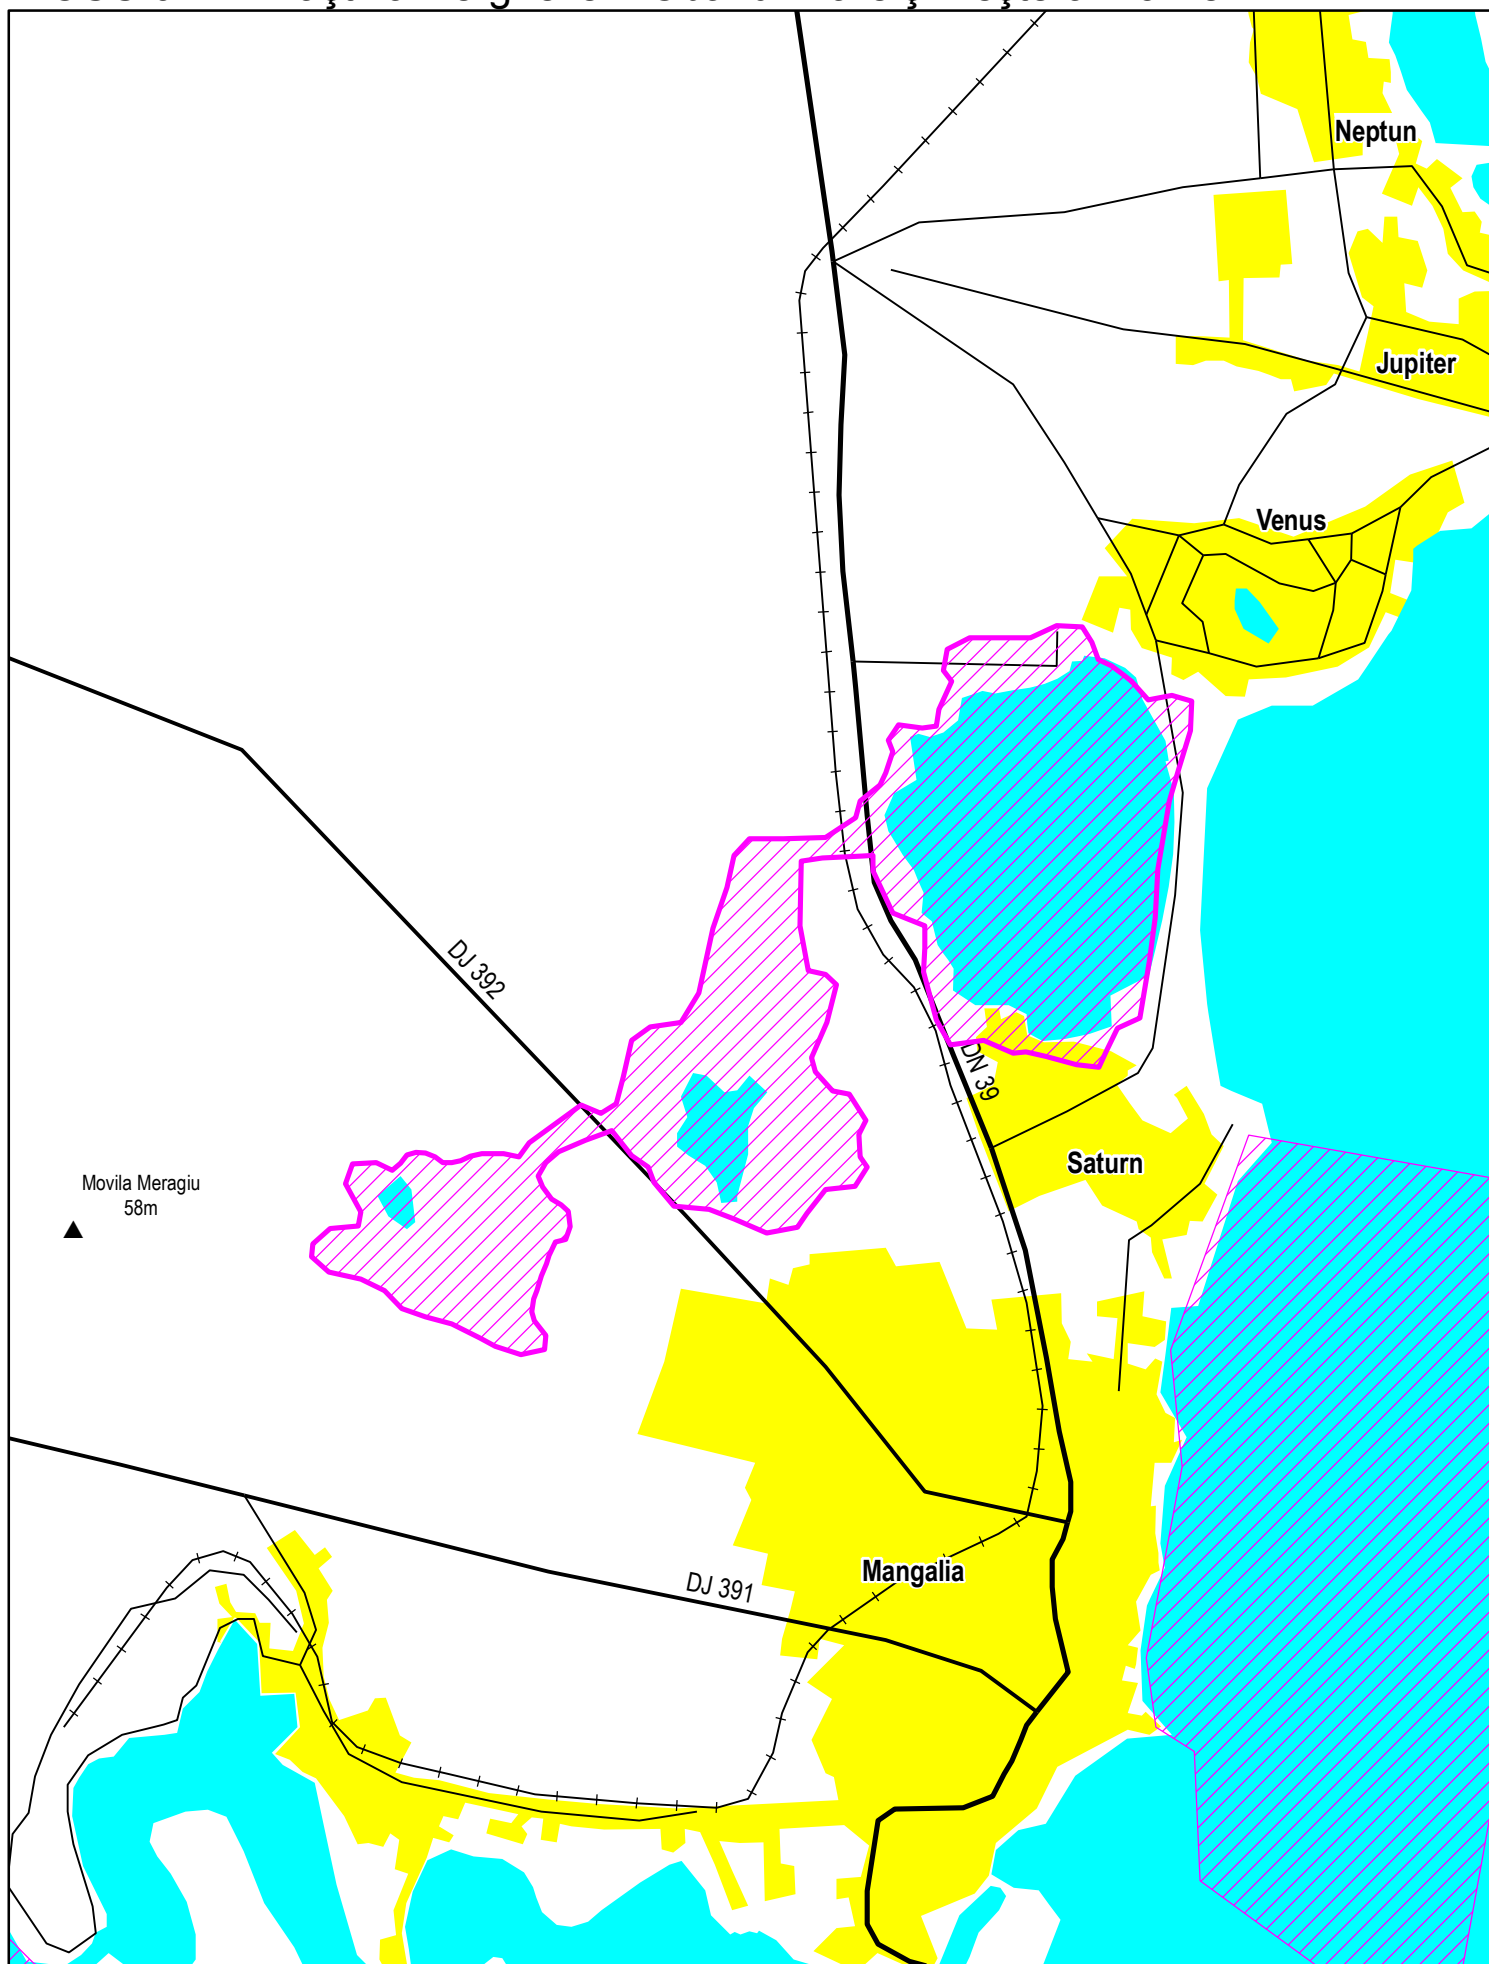 Neptun
Jupiter
Venus
DJ 392
DN 39
Saturn
Movila Meragiu
58m
Mangalia
DJ 391